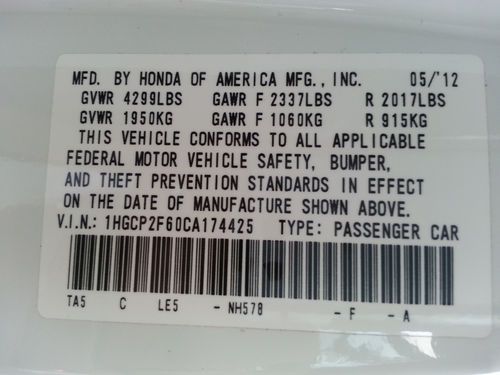 MFD. BY HONDA OF AMERICA MFG., INC. 05/'12
GVWR 4299LBS GAWR F 2337LBS R 2017LBS
GVWR 1950KG GAWR F 1060KG R 915KG
THIS VEHICLE CONFORMS TO ALL APPLICABLE
FEDERAL MOTOR VEHICLE SAFETY, BUMPER,
AND THEFT PREVENTION STANDARDS IN EFFECT
ON THE DATE OF MANUFACTURE SHOWN ABOVE.
V.I.N.: 1HGCP2F60CA174425 TYPE: PASSENGER CAR
TA5 C LE5 - NH578 - F - A